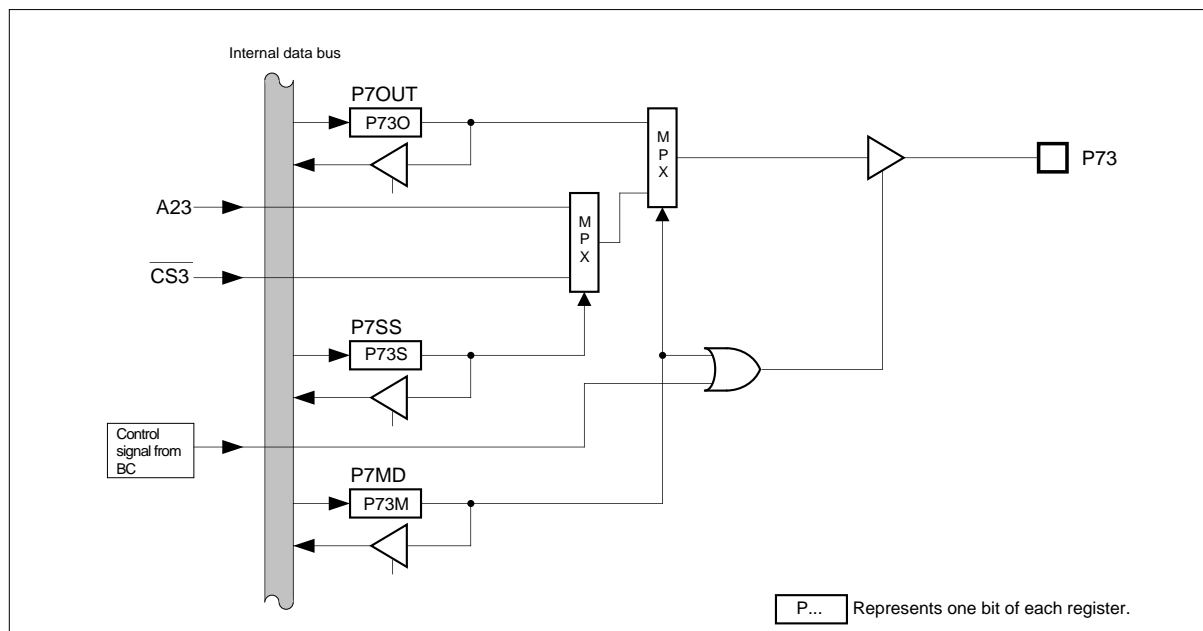 Internal data bus
P7OUT
P73O
M
P
X
P73
A23
M
P
X
CS3
P7SS
P73S
Control
signal from
BC
P7MD
P73M
P... Represents one bit of each register.